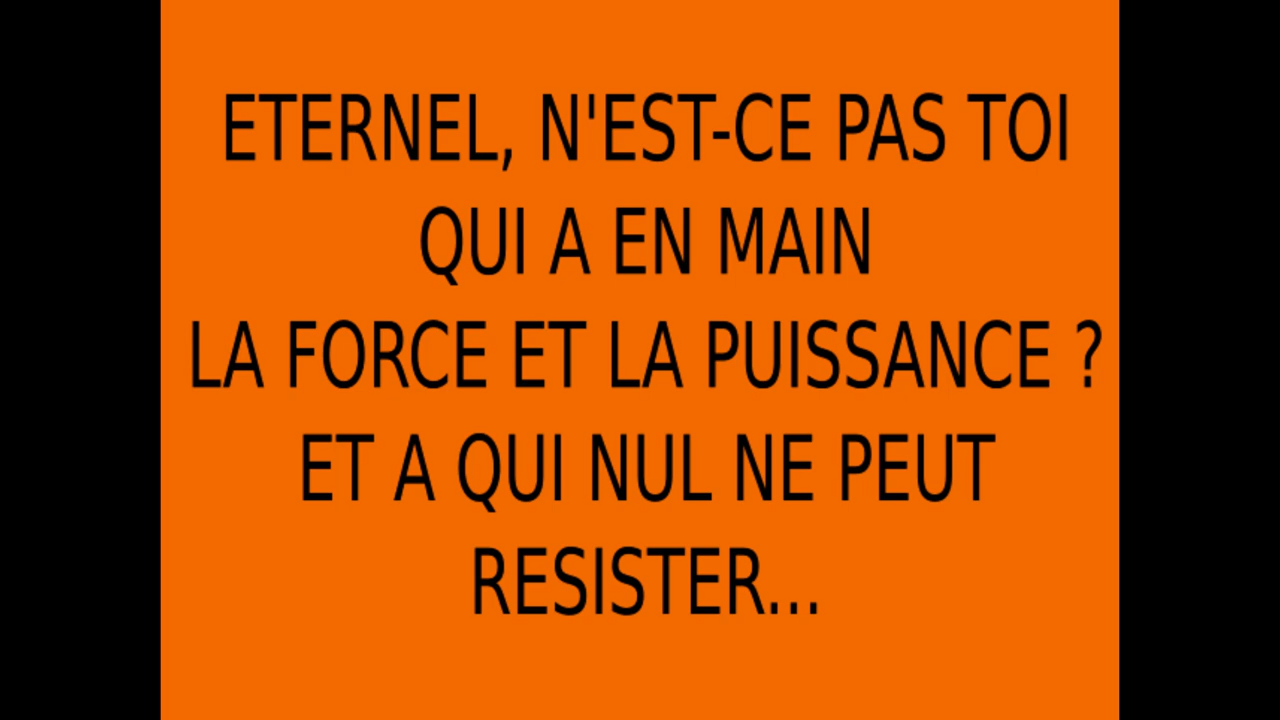 ETERNEL, N'EST-CE PAS TOI
QUI A EN MAIN
LA FORCE ET LA PUISSANCE ?
ET A QUI NUL NE PEUT
RESISTER...